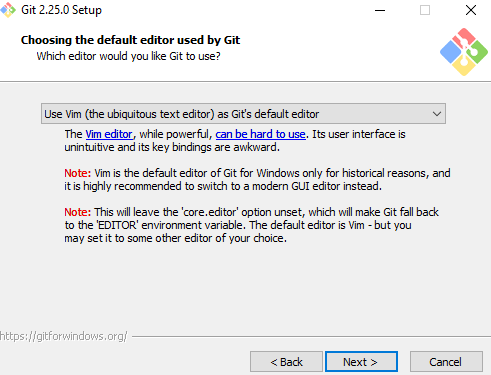 Git 2.25.0 Setup
Choosing the default editor used by Git
Which editor would you like Git to use?
Use Vim (the ubiquitous text editor) as Git's default editor
The Vim editor, while powerful, can be hard to use. Its user interface is
unintuitive and its key bindings are awkward.
Note: Vim is the default editor of Git for Windows only for historical reasons, and
it is highly recommended to switch to a modern GUI editor instead.
Note: This will leave the 'core.editor' option unset, which will make Git fall back
to the 'EDITOR' environment variable. The default editor is Vim - but you
may set it to some other editor of your choice.
https://gitforwindows.org/
< Back
Next >
Cancel